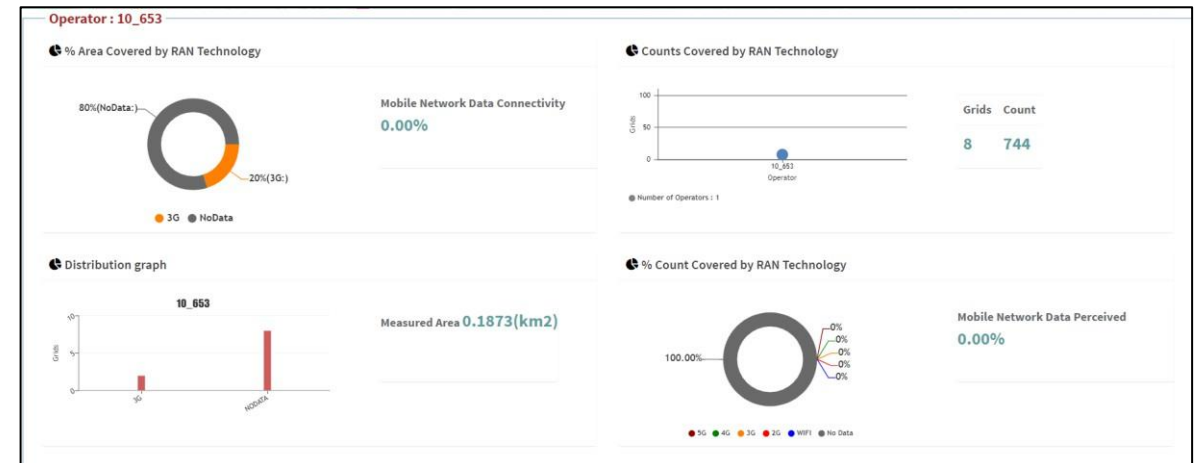 Operator : 10_653
% Area Covered by RAN Technology
80%(NoData:)
20%(3G:)
3G NoData
Mobile Network Data Connectivity
0.00%
Counts Covered by RAN Technology
100
50
0
Grids
10_653
Operator
Number of Operators : 1
Grids Count
8 744
Distribution graph
10_653
10
5
0
Grids
3G
NODATA
Measured Area 0.1873(km2)
% Count Covered by RAN Technology
100.00%
0%
0%
0%
0%
0%
5G 4G 3G 2G WIFI No Data
Mobile Network Data Perceived
0.00%